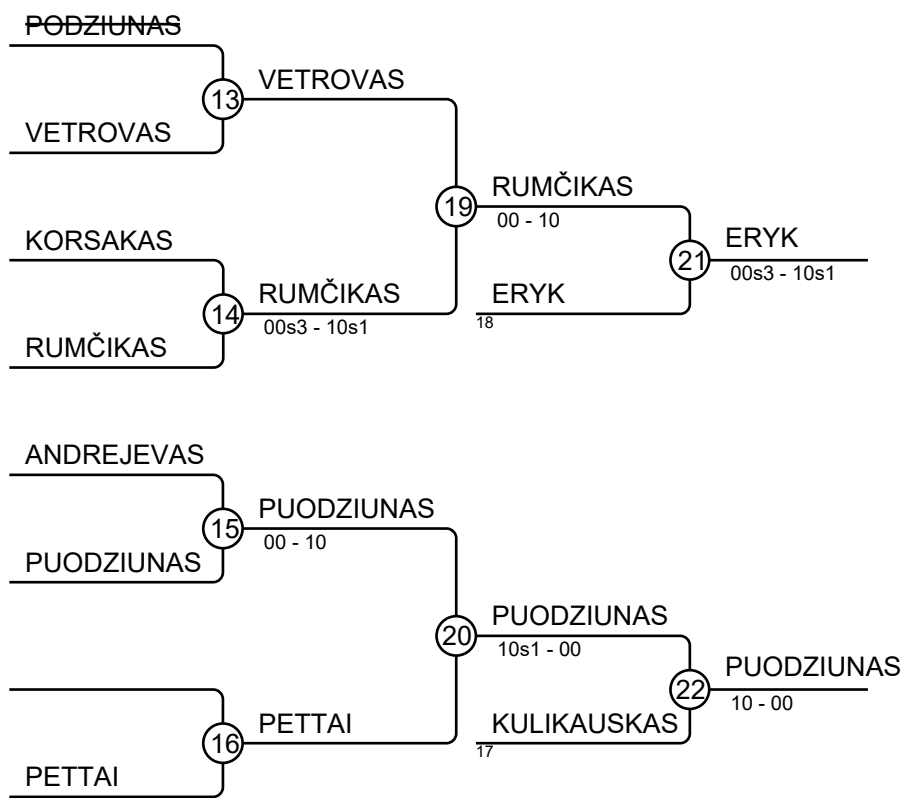 PODZIUNAS
13
VETROVAS
VETROVAS
19
RUMČIKAS
00 - 10
KORSAKAS
14
RUMČIKAS
00s3 - 10s1
RUMČIKAS
ERYK
18
21
ERYK
00s3 - 10s1
ANDREJEVAS
15
PUODZIUNAS
00 - 10
PUODZIUNAS
20
PUODZIUNAS
10s1 - 00
16
PETTAI
PETTAI
KULIKAUSKAS
17
22
PUODZIUNAS
10 - 00